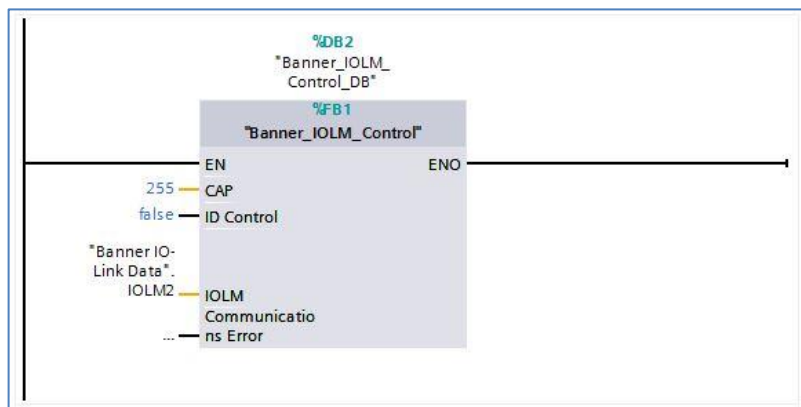 %DB2
"Banner_IOLM_
Control_DB"
%FB1
"Banner_IOLM_Control"
EN ENO
255 CAP
false ID Control
"Banner IO-
Link Data".
IOLM2 IOLM
Communicatio
... ns Error